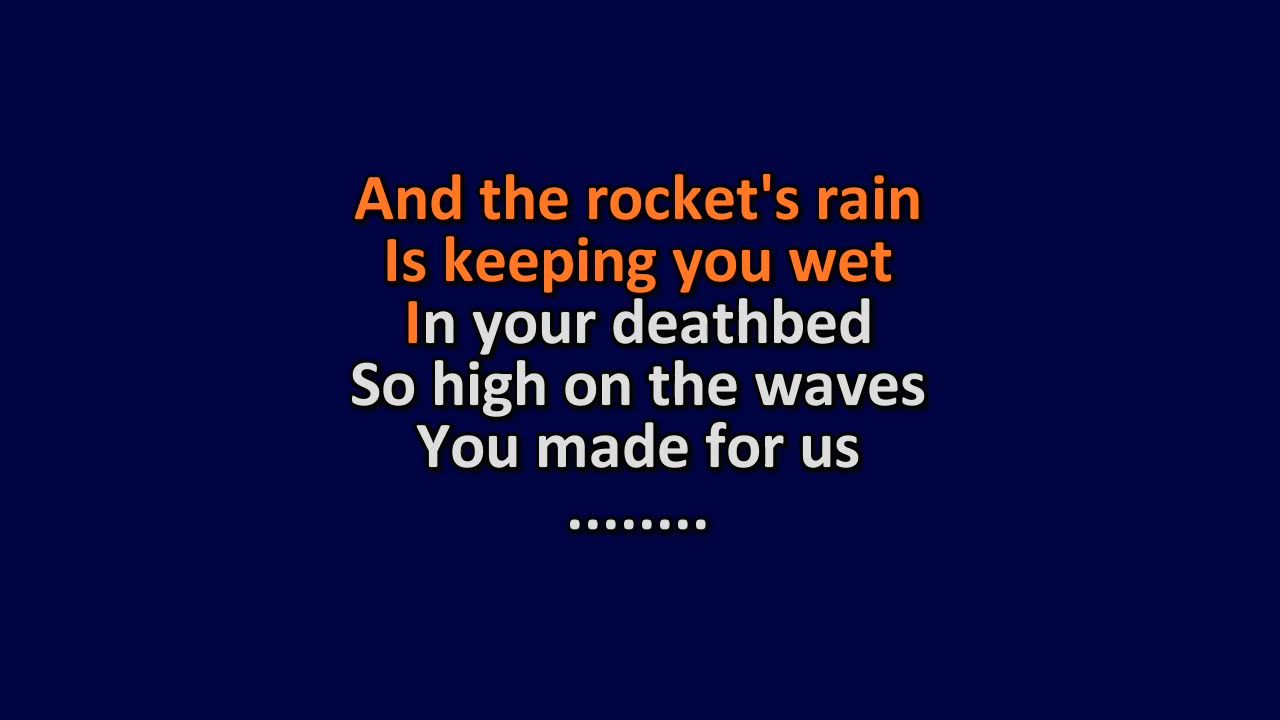 And the rocket's rain
Is keeping you wet
In your deathbed
So high on the waves
You made for us
........